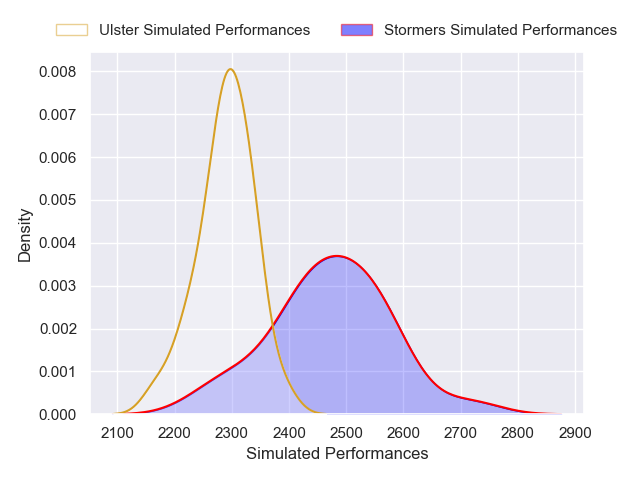 Ulster Simulated Performances
Stormers Simulated Performances
0.008
0.007
0.006
0.005
0.004
0.003
0.002
0.001
0.000
Density
2100 2200 2300 2400 2500 2600 2700 2800 2900
Simulated Performances